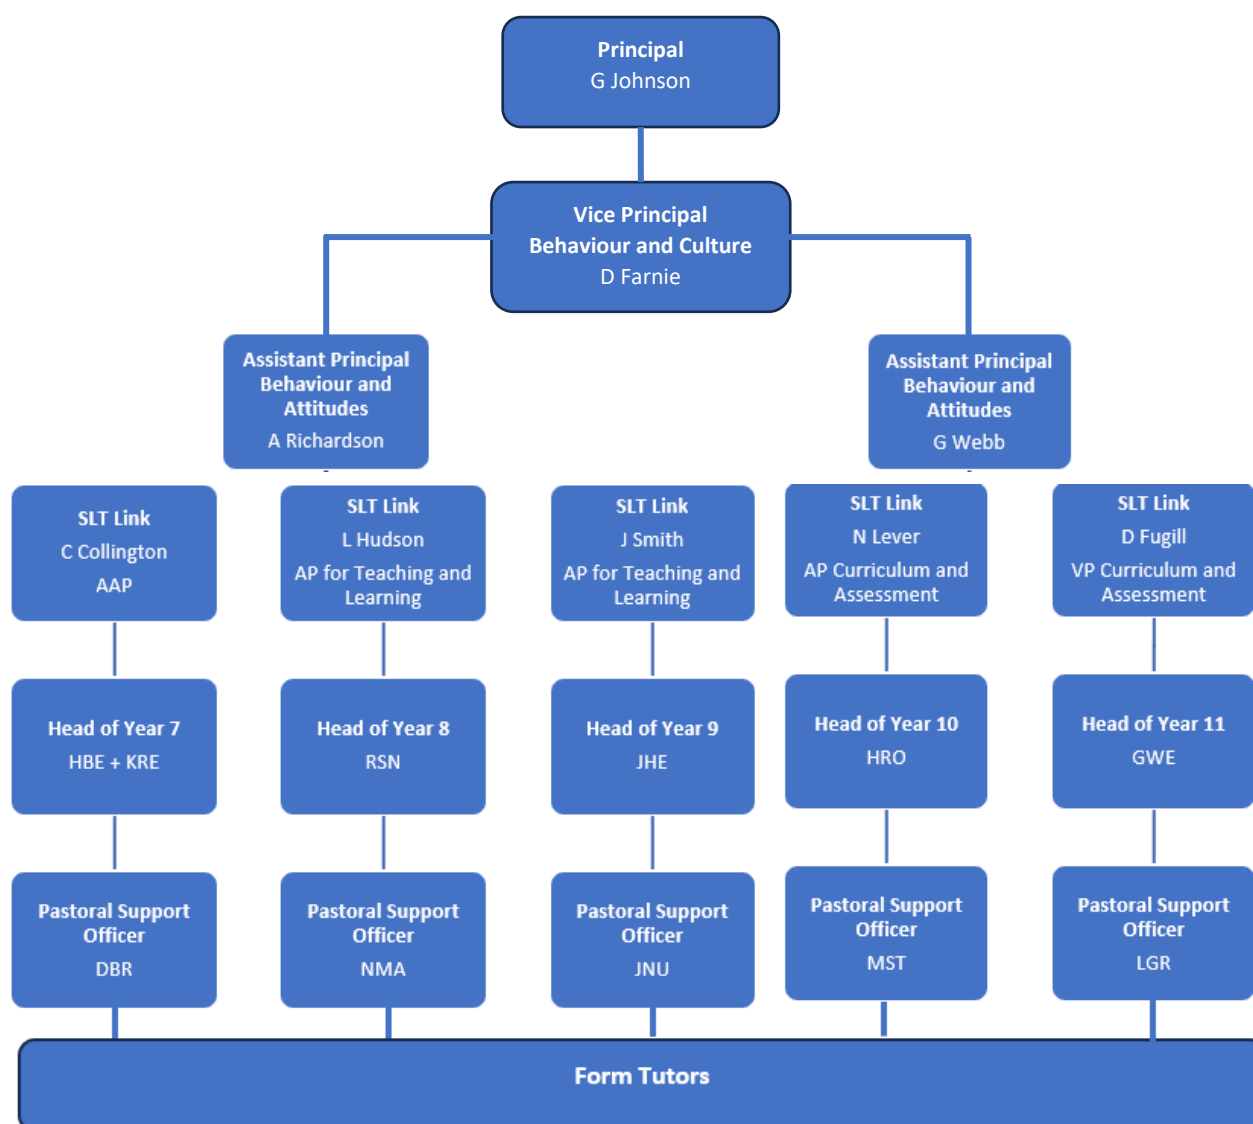 Principal
G Johnson
Vice Principal
Behaviour and Culture
D Farnie
Assistant Principal
Behaviour and
Attitudes
A Richardson
Assistant Principal
Behaviour and
Attitudes
G Webb
SLT Link
C Collington
AAP
SLT Link
L Hudson
AP for Teaching and
Learning
SLT Link
J Smith
AP for Teaching and
Learning
SLT Link
N Lever
AP Curriculum and
Assessment
SLT Link
D Fugill
VP Curriculum and
Assessment
Head of Year 7
HBE + KRE
Head of Year 8
RSN
Head of Year 9
JHE
Head of Year 10
HRO
Head of Year 11
GWE
Pastoral Support
Officer
DBR
Pastoral Support
Officer
NMA
Pastoral Support
Officer
JNU
Pastoral Support
Officer
MST
Pastoral Support
Officer
LGR
Form Tutors